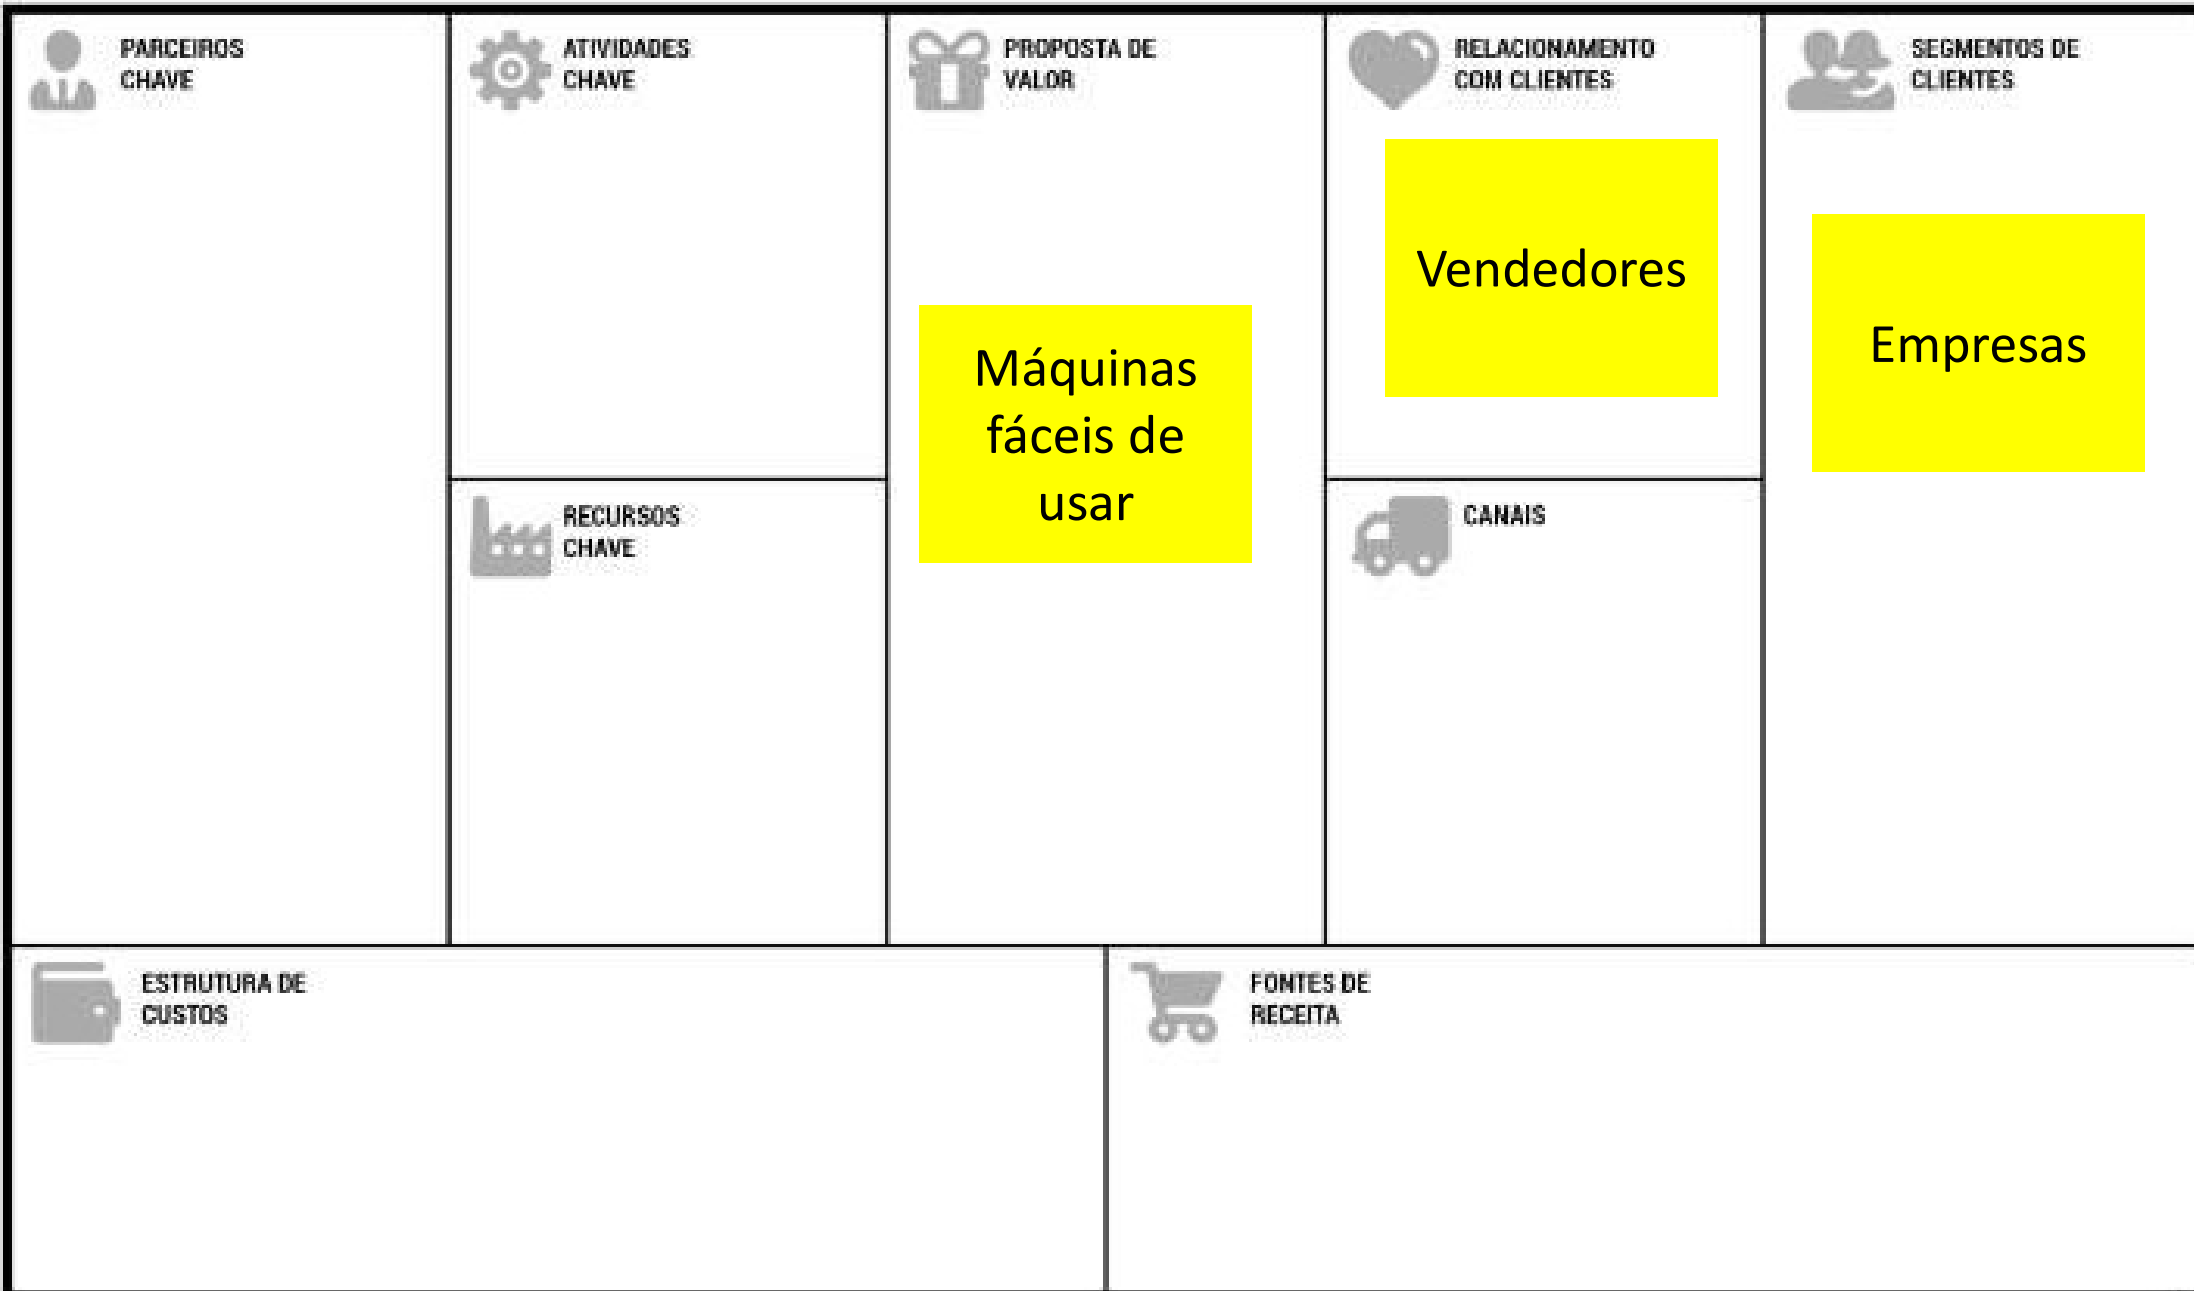 PARCEIROS
CHAVE
ATIVIDADES
CHAVE
PROPOSTA DE
VALOR
RELACIONAMENTO
COM CLIENTES
SEGMENTOS DE
CLIENTES
Vendedores
Empresas
Máquinas
fáceis de
usar
RECURSOS
CHAVE
CANAIS
ESTRUTURA DE
CUSTOS
FONTES DE
RECEITA